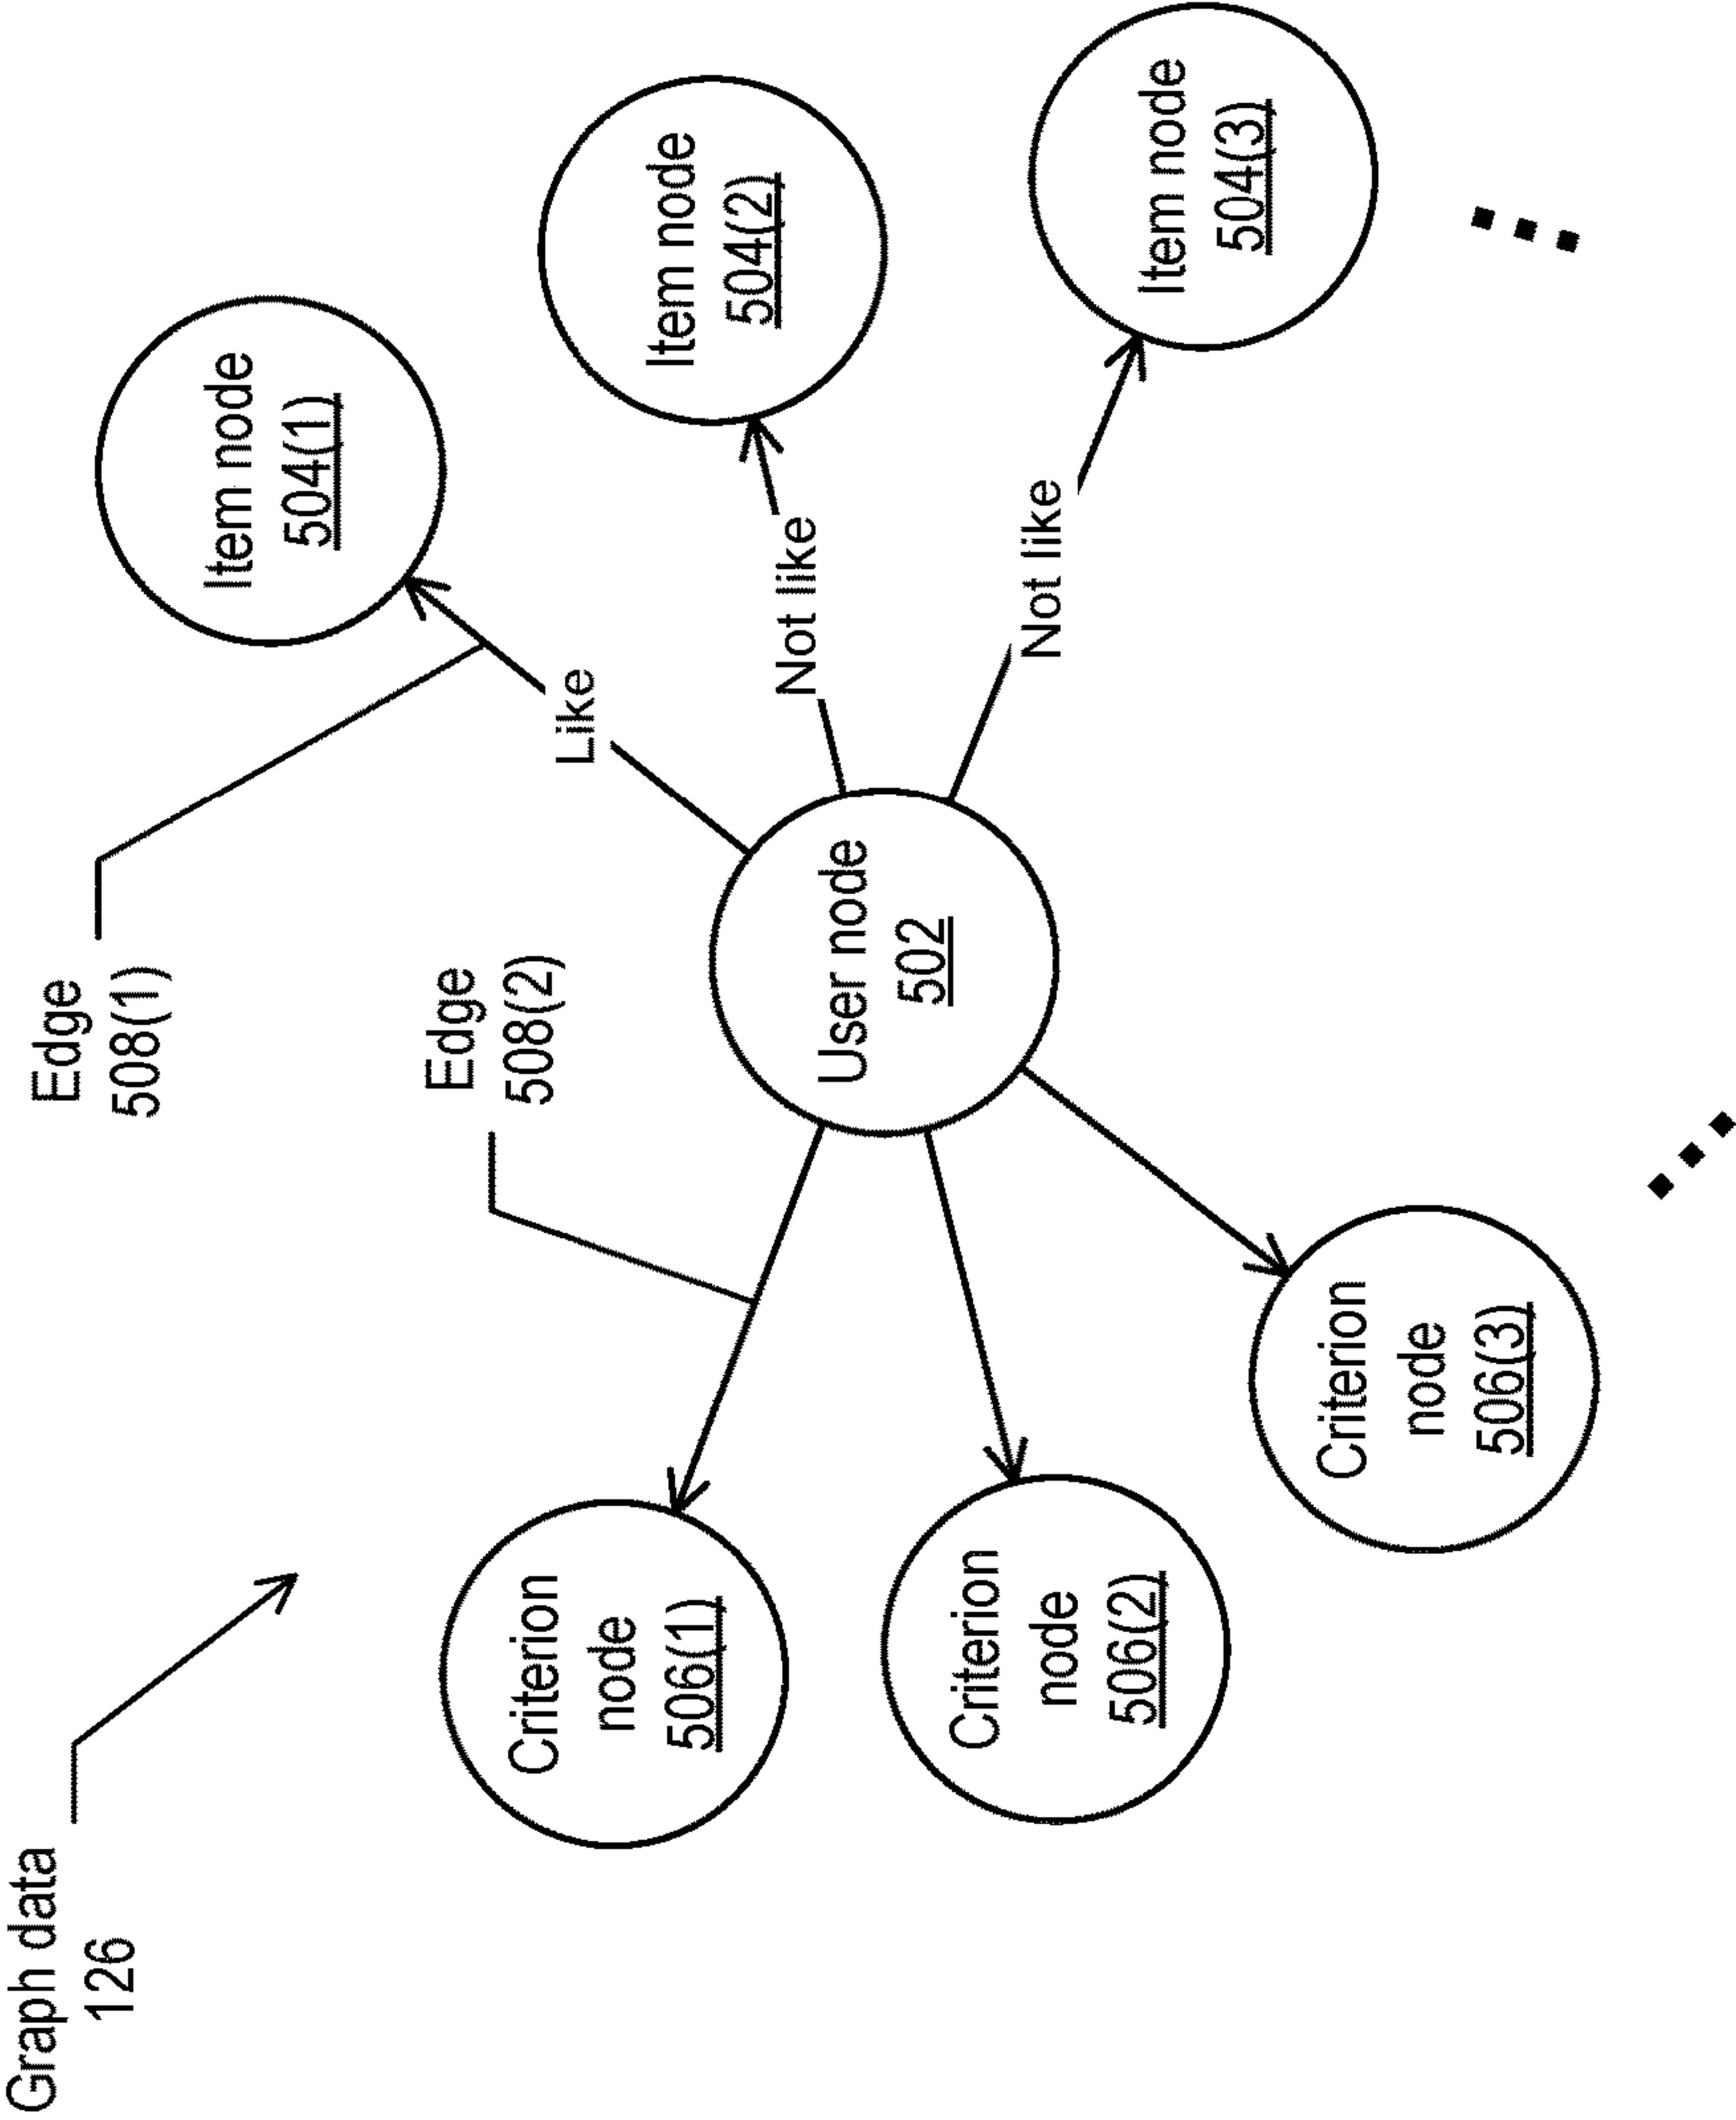 Graph data
126
Edge
508(1)
Edge
508(2)
Like
Item node
504(1)
Not like
Item node
504(2)
Not like
Item node
504(3)
User node
502
Criterion
node
506(1)
Criterion
node
506(2)
Criterion
node
506(3)